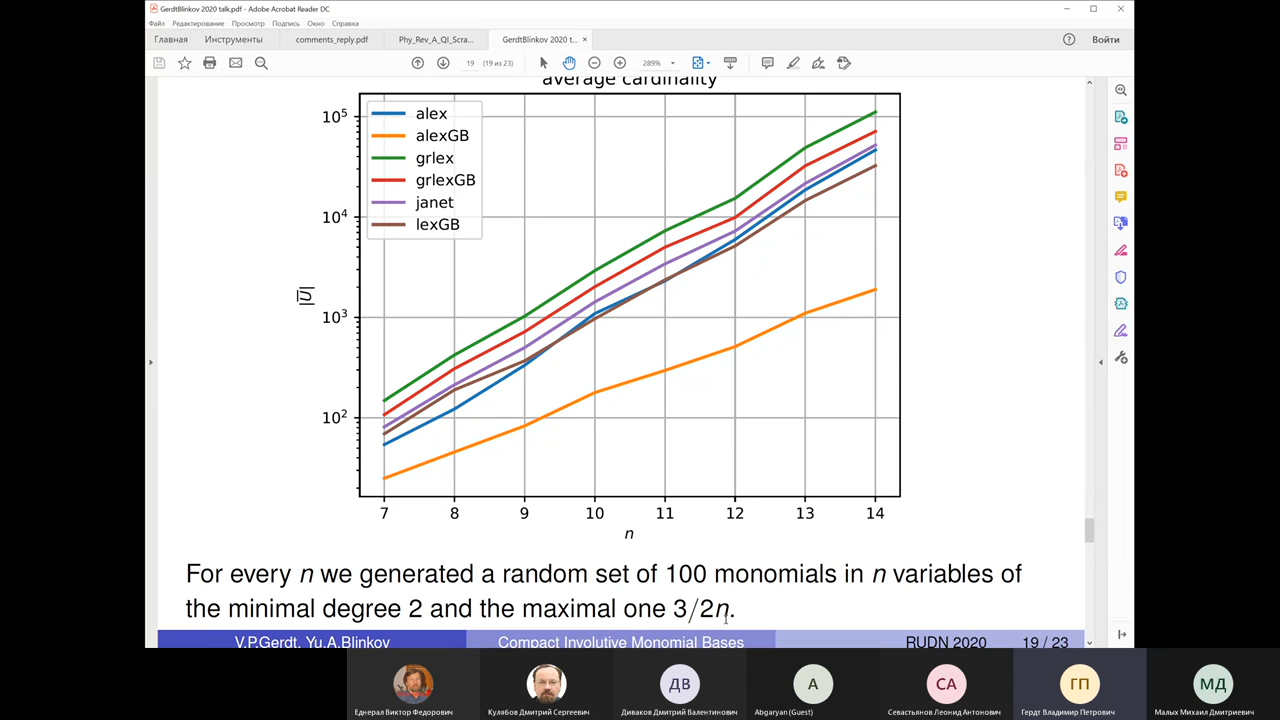 GerdtBlinkov 2020 talk.pdf - Adobe Acrobat Reader DC
Файл Редактирование Просмотр Подпись Окно Справка
Главная Инструменты comments_reply.pdf Phy_Rev_A_QI_Scra... GerdtBlinkov 2020 t... × Войти
19 (19 из 23) 289%
average cardinality
alex
alexGB
grlex
grlexGB
janet
lexGB
10^5
10^4
10^3
10^2
|U̅|
7 8 9 10 11 12 13 14
n
For every n we generated a random set of 100 monomials in n variables of
the minimal degree 2 and the maximal one 3/2n.
V.P.Gerdt, Yu.A.Blinkov Compact Involutive Monomial Bases RUDN 2020 19 / 23
ДВ А СА ГП МД
Еднерал Виктор Федорович Кулябов Дмитрий Сергеевич Диваков Дмитрий Валентинович Abgaryan (Guest) Севастьянов Леонид Антонович Гердт Владимир Петрович Малых Михаил Дмитриевич